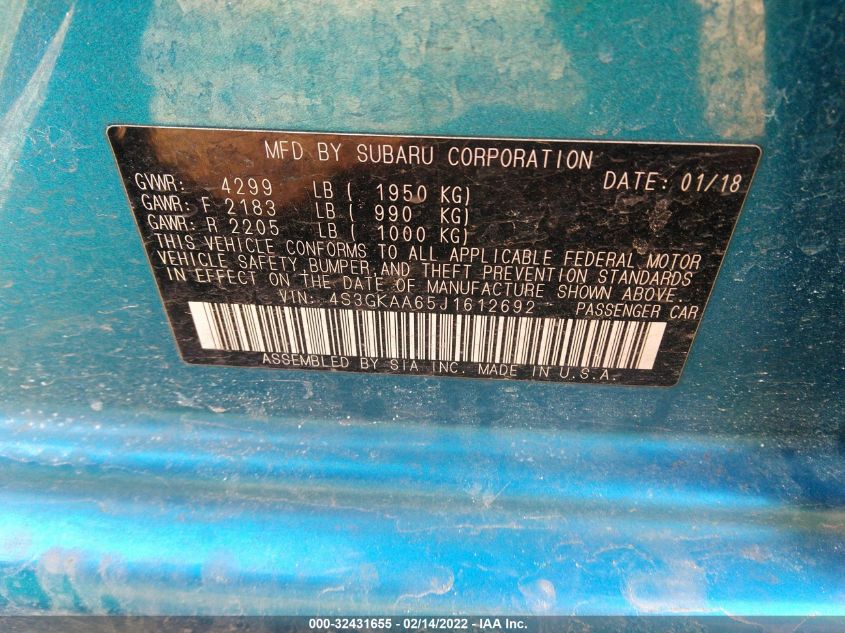 MFD BY SUBARU CORPORATION
GVWR: 4299 LB ( 1950 KG) DATE: 01/18
GAWR: F 2183 LB ( 990 KG)
GAWR: R 2205 LB ( 1000 KG)
THIS VEHICLE CONFORMS TO ALL APPLICABLE FEDERAL MOTOR
VEHICLE SAFETY, BUMPER, AND THEFT PREVENTION STANDARDS
IN EFFECT ON THE DATE OF MANUFACTURE SHOWN ABOVE.
VIN: 4S3GKAA65J1612692 PASSENGER CAR
ASSEMBLED BY SIA INC. MADE IN U.S.A.
000-32431655 - 02/14/2022 - IAA Inc.